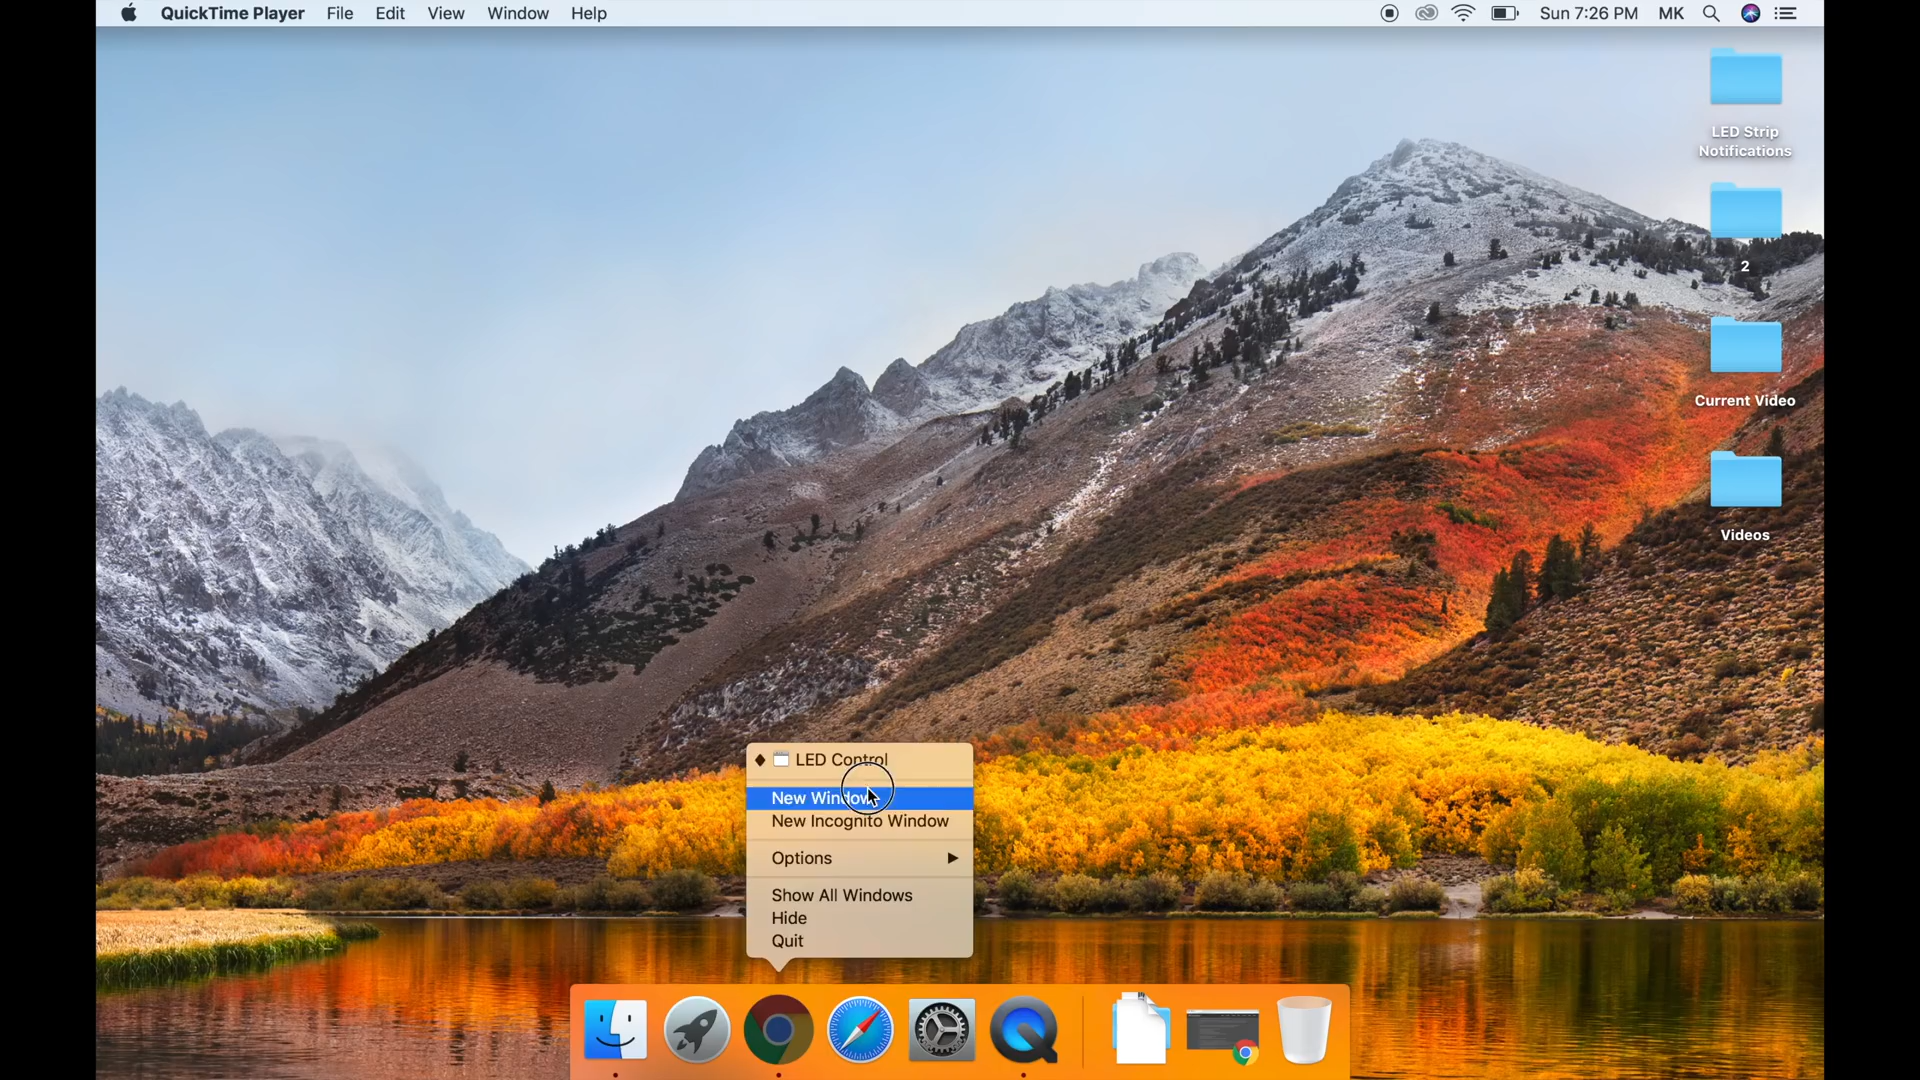 QuickTime Player File Edit View Window Help Sun 7:26 PM MK
LED Strip
Notifications
2
Current Video
Videos
LED Control
New Window
New Incognito Window
Options
Show All Windows
Hide
Quit